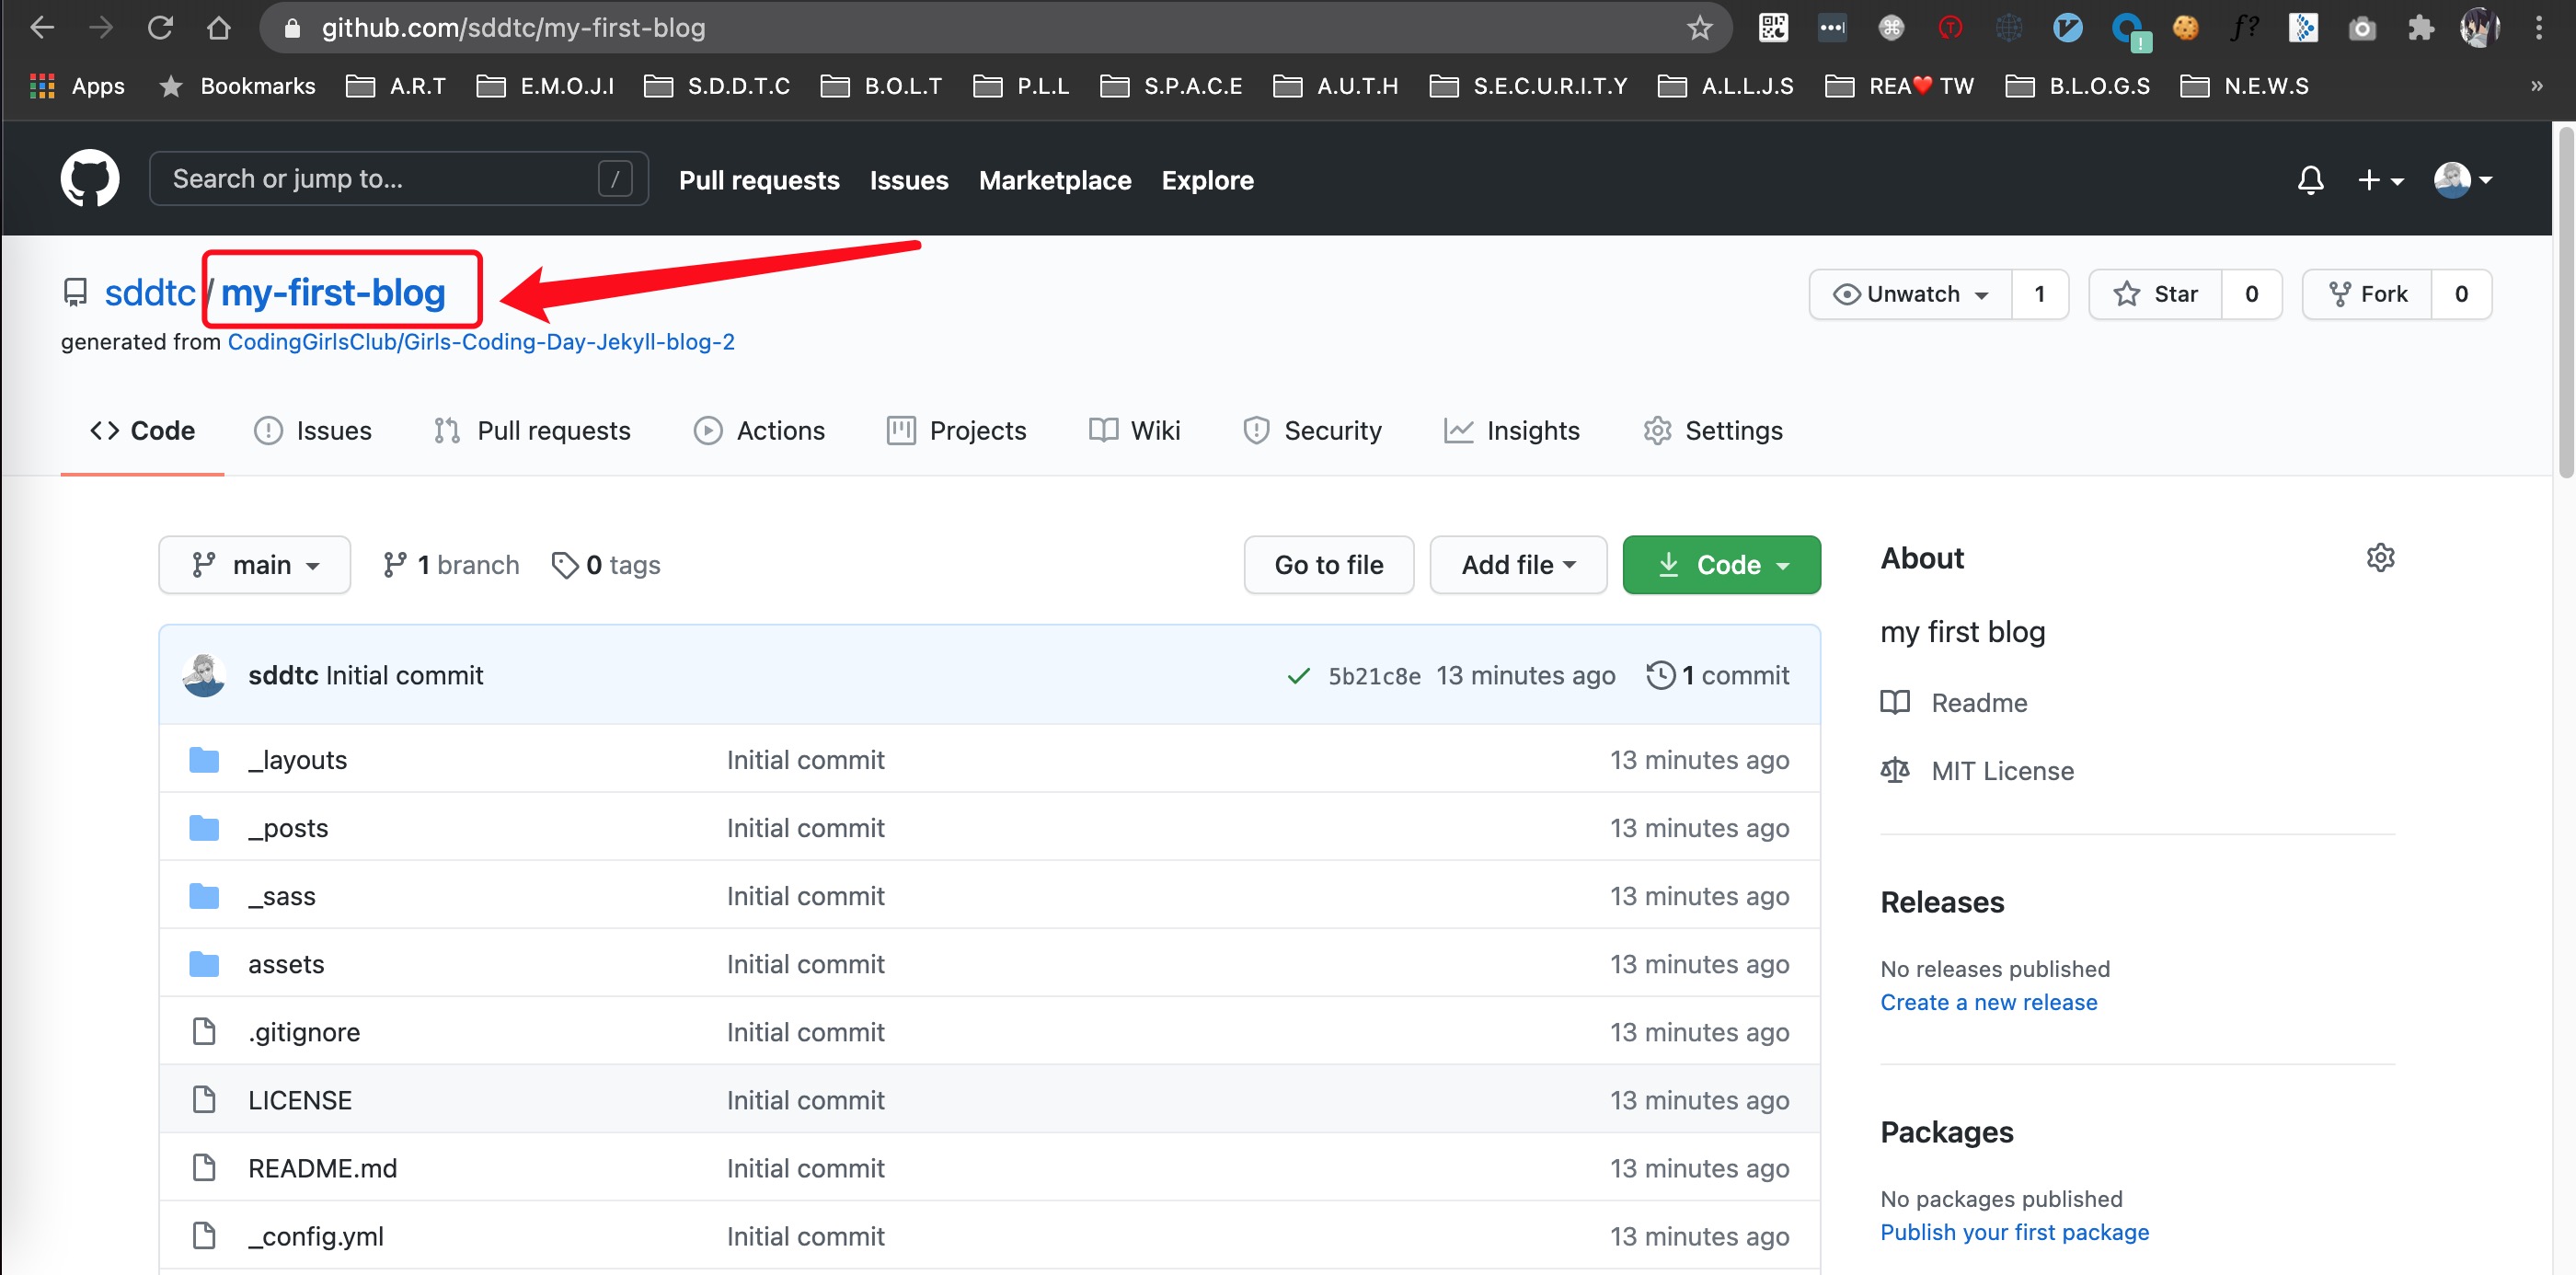 github.com/sddtc/my-first-blog
Apps Bookmarks A.R.T E.M.O.J.I S.D.D.T.C B.O.L.T P.L.L S.P.A.C.E A.U.T.H S.E.C.U.R.I.T.Y A.L.L.J.S REA❤️TW B.L.O.G.S N.E.W.S »
Search or jump to... / Pull requests Issues Marketplace Explore
sddtc / my-first-blog Unwatch 1 Star 0 Fork 0
generated from CodingGirlsClub/Girls-Coding-Day-Jekyll-blog-2
Code Issues Pull requests Actions Projects Wiki Security Insights Settings
main 1 branch 0 tags Go to file Add file Code
sddtc Initial commit 5b21c8e 13 minutes ago 1 commit
_layouts Initial commit 13 minutes ago
_posts Initial commit 13 minutes ago
_sass Initial commit 13 minutes ago
assets Initial commit 13 minutes ago
.gitignore Initial commit 13 minutes ago
LICENSE Initial commit 13 minutes ago
README.md Initial commit 13 minutes ago
_config.yml Initial commit 13 minutes ago
About
my first blog
Readme
MIT License
Releases
No releases published
Create a new release
Packages
No packages published
Publish your first package